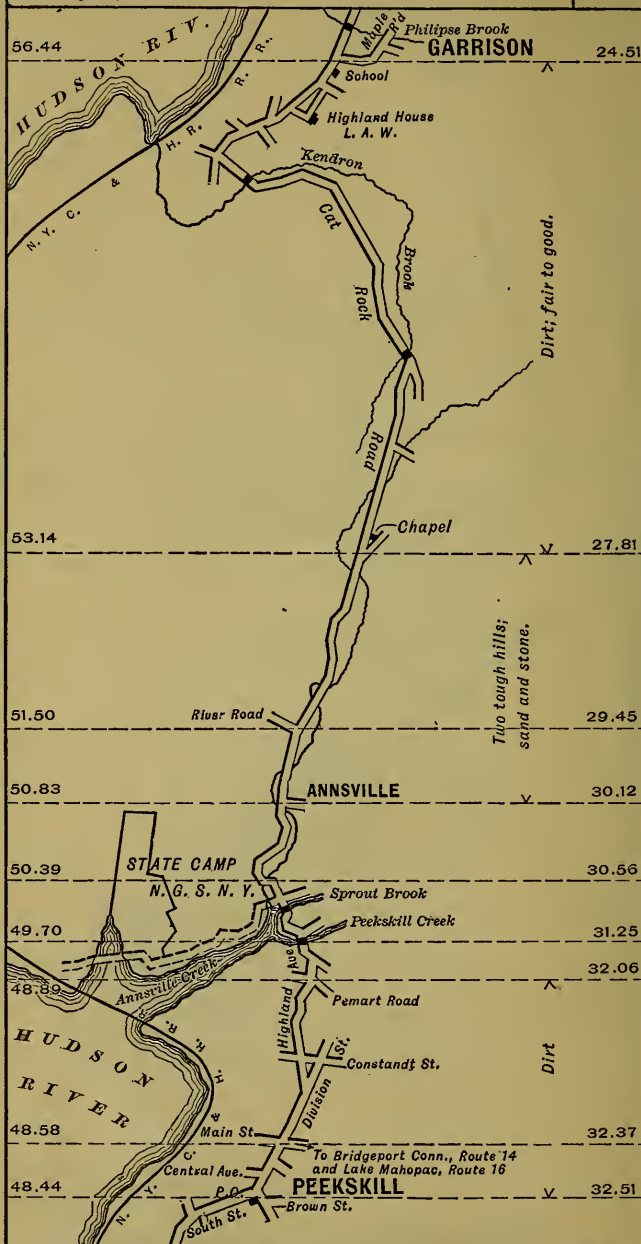 Philipse Brook
Maple R'd
GARRISON
56.44
24.51
HUDSON RIV.
School
Highland House
L. A. W.
N. Y. C. & H. R. R. R.
Kendron
Brook
Cat
Rock
Road
Dirt; fair to good.
Chapel
53.14
27.81
Two tough hills;
sand and stone.
River Road
51.50
29.45
50.83
ANNSVILLE
30.12
STATE CAMP
N. G. S. N. Y.
50.39
30.56
Sprout Brook
Peekskill Creek
49.70
31.25
Annsville Creek
48.89
32.06
Highland
Ave
Pemart Road
HUDSON
RIVER
Constandt St.
Division St.
Dirt
Main St.
48.58
32.37
To Bridgeport Conn., Route 14
and Lake Mahopac, Route 16
Central Ave.
P.O.
PEEKSKILL
48.44
32.51
South St.
Brown St.
N. Y. C. & H. R. R.